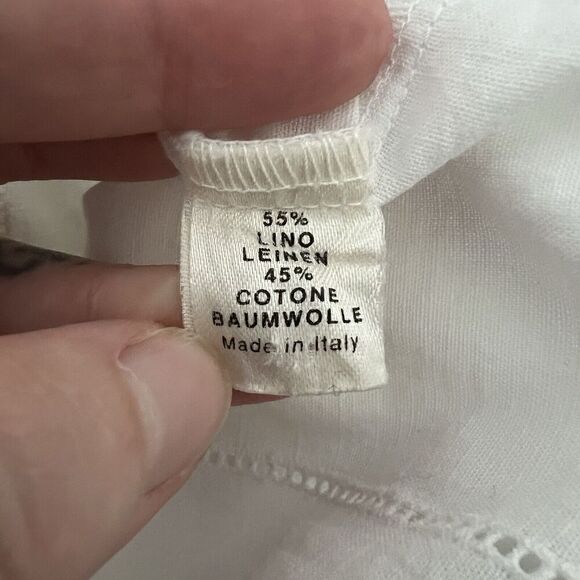 55%
LINO
LEINEN
45%
COTONE
BAUMWOLLE
Made in Italy